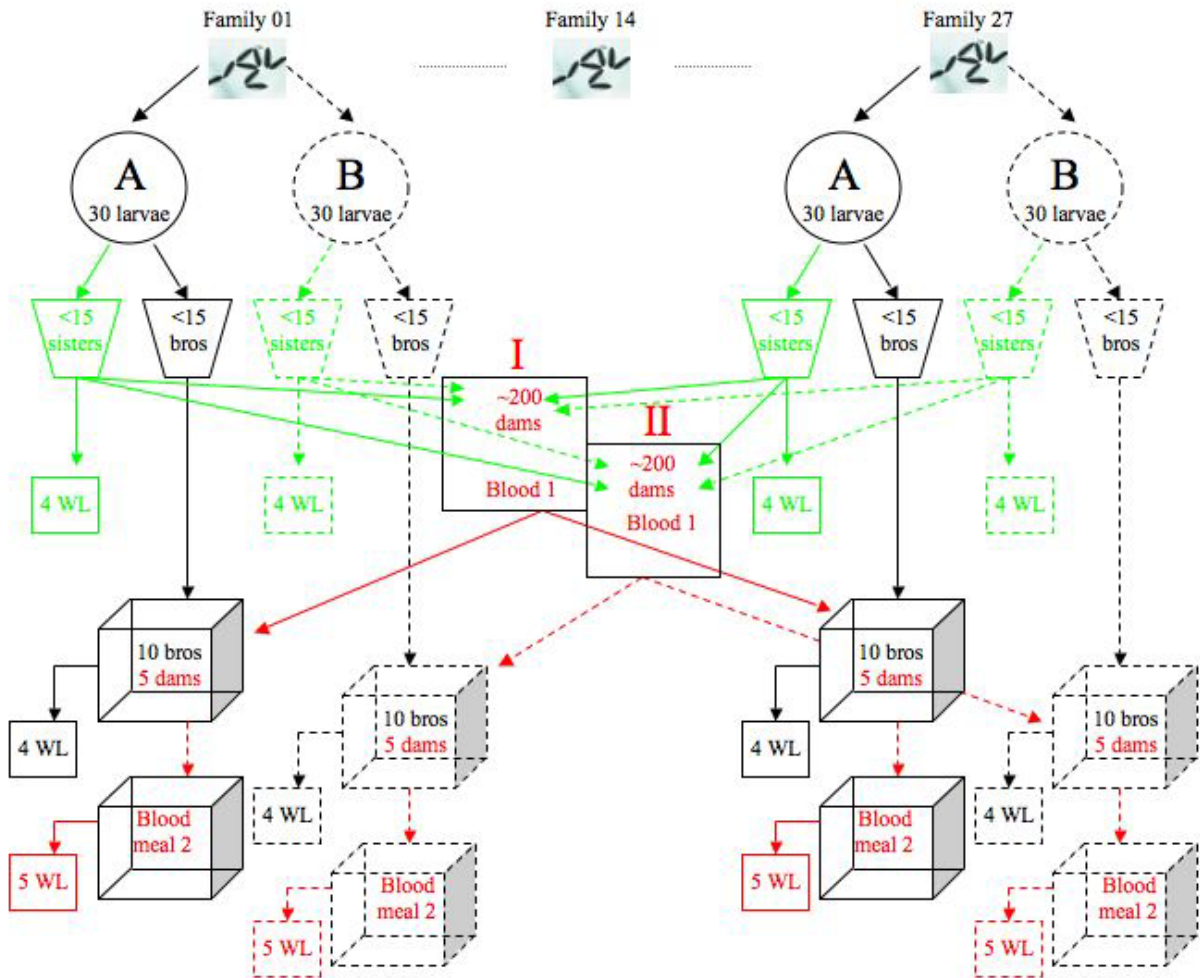 Family 01
Family 14
Family 27
A
30 larvae
B
30 larvae
A
30 larvae
B
30 larvae
<15
sisters
<15
bros
<15
sisters
<15
bros
<15
sisters
<15
bros
<15
sisters
<15
bros
I
~200
dams
Blood 1
II
~200
dams
Blood 1
4 WL
4 WL
4 WL
4 WL
10 bros
5 dams
4 WL
10 bros
5 dams
4 WL
10 bros
5 dams
4 WL
10 bros
5 dams
4 WL
Blood
meal 2
5 WL
Blood
meal 2
5 WL
Blood
meal 2
5 WL
Blood
meal 2
5 WL